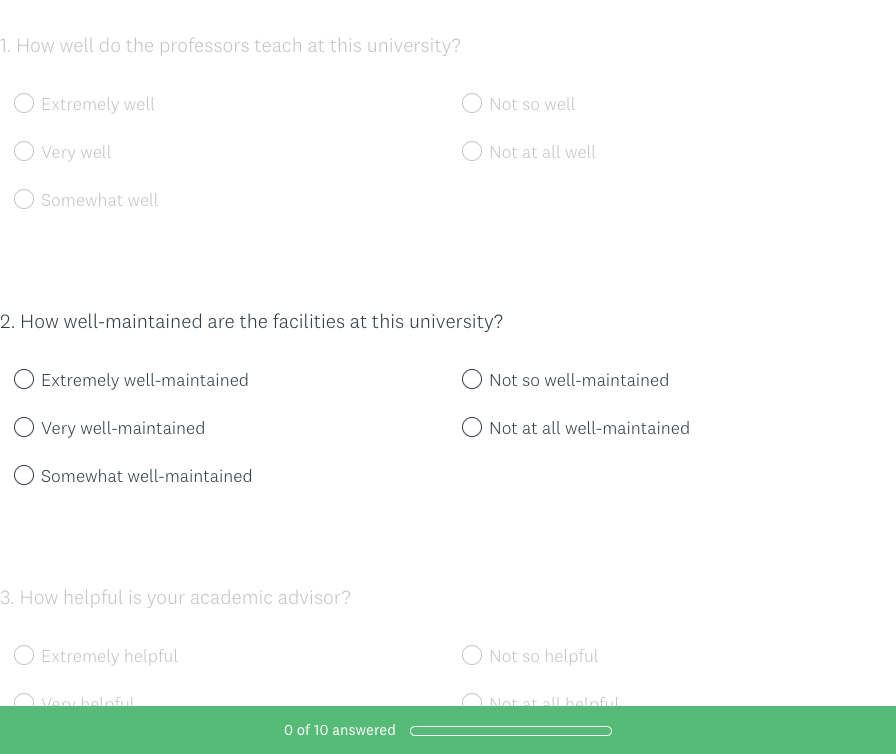 1. How well do the professors teach at this university?
Extremely well
Not so well
Very well
Not at all well
Somewhat well
2. How well-maintained are the facilities at this university?
Extremely well-maintained
Not so well-maintained
Very well-maintained
Not at all well-maintained
Somewhat well-maintained
3. How helpful is your academic advisor?
Extremely helpful
Not so helpful
Very helpful
Not at all helpful
0 of 10 answered